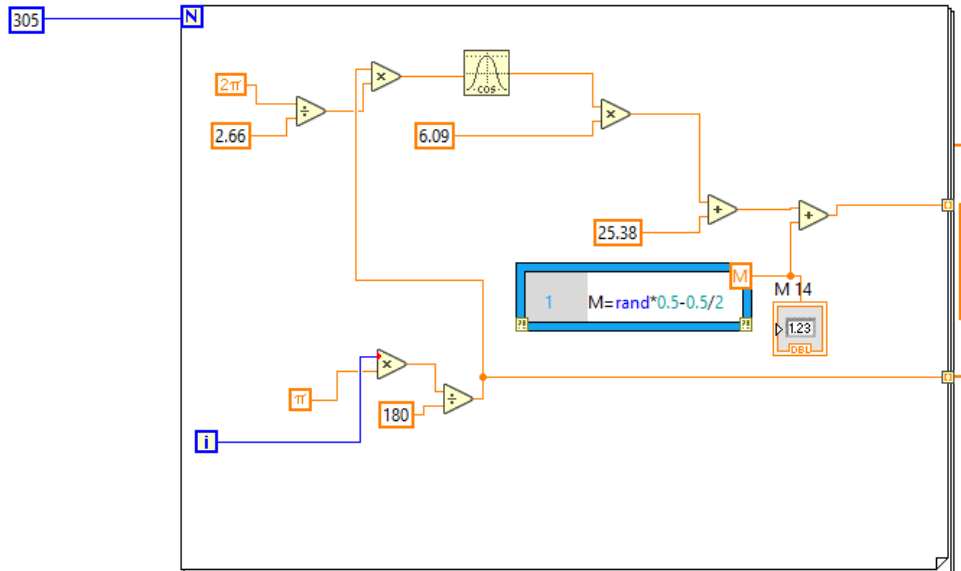 305
N
2π
÷
×
COS
2.66
6.09
×
+
+
25.38
M
1 M=rand*0.5-0.5/2
M 14
1.23
DBL
×
π
÷
180
i